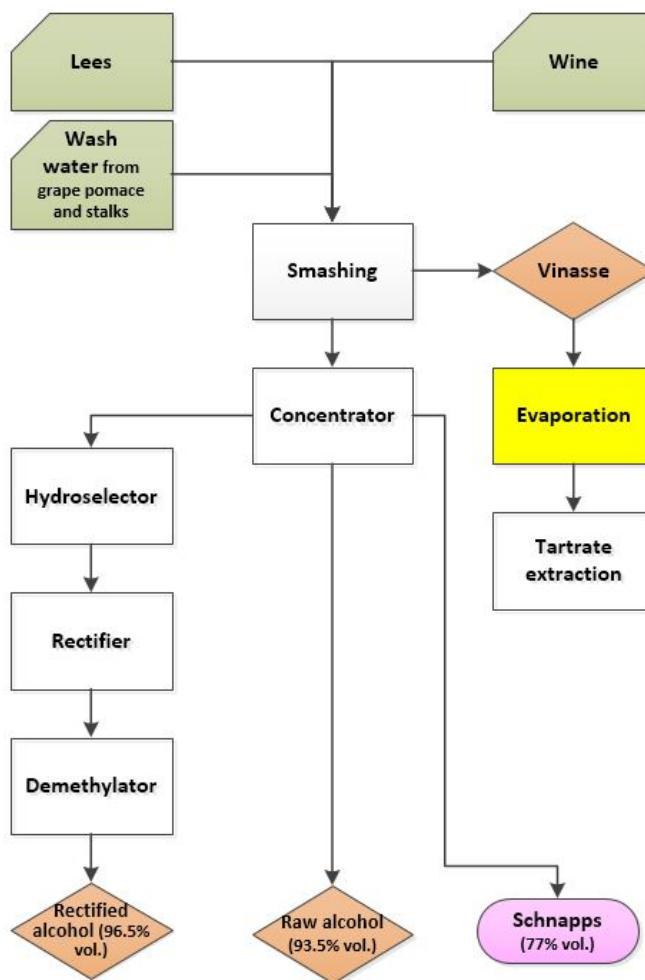 Lees
Wine
Wash
water from
grape pomace
and stalks
Smashing
Vinasse
Concentrator
Evaporation
Hydroselector
Tartrate
extraction
Rectifier
Demethylator
Rectified
alcohol (96.5%
vol.)
Raw alcohol
(93.5% vol.)
Schnapps
(77% vol.)